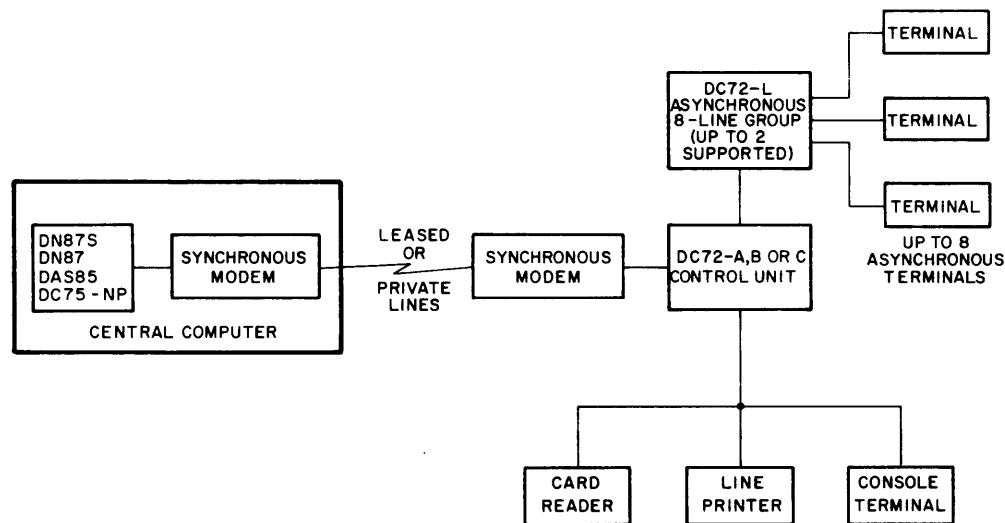 TERMINAL
DC72-L
ASYNCHRONOUS
8-LINE GROUP
(UP TO 2
SUPPORTED)
TERMINAL
TERMINAL
UP TO 8
ASYNCHRONOUS
TERMINALS
DN87S
DN87
DAS85
DC75-NP
SYNCHRONOUS
MODEM
CENTRAL COMPUTER
LEASED
OR
PRIVATE
LINES
SYNCHRONOUS
MODEM
DC72-A,B OR C
CONTROL UNIT
CARD
READER
LINE
PRINTER
CONSOLE
TERMINAL